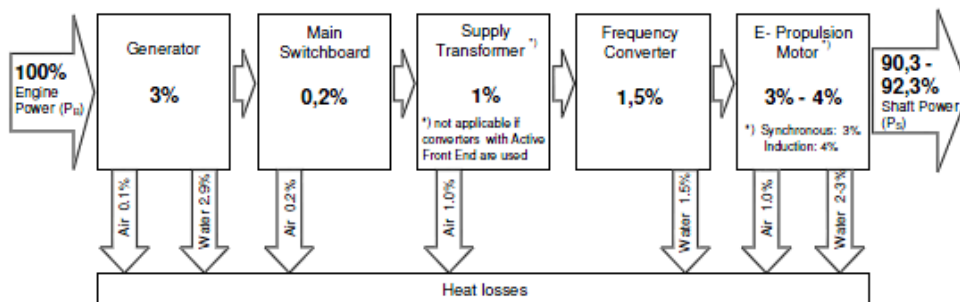 100%
Engine
Power (P_B)
Generator
3%
Main
Switchboard
0,2%
Supply
Transformer *)
1%
*) not applicable if
converters with Active
Front End are used
Frequency
Converter
1,5%
E- Propulsion
Motor *)
3% - 4%
*) Synchronous: 3%
Induction: 4%
90,3 -
92,3%
Shaft Power
(P_S)
Air 0.1%
Water 2.9%
Air 0.2%
Air 1.0%
Water 1.5%
Air 1.0%
Water 2-3%
Heat losses